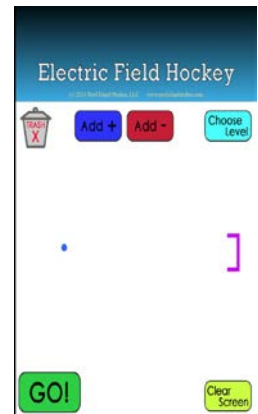 Electric Field Hockey
TRASH
X
Add +
Add -
Choose
Level
GO!
Clear
Screen